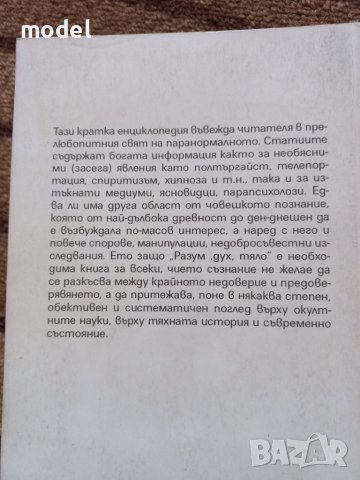 Тази кратка енциклопедия въвежда читателя в пре-
любопитния свят на паранормалното. Статиите
съдържат богата информация както за необясни-
ми (засега) явления като полтъргайст, телепор-
тация, спиритизъм, хипноза и т.н., така и за из-
тъкнати медиуми, ясновидци, парапсихолози. Ед-
ва ли има друга област от човешкото познание,
която от най-дълбока древност до ден-днешен да
е възбуждала по-масов интерес, а наред с него и
повече спорове, манипулации, недобросъвестни из-
следвания. Ето защо „Разум ,дух, тяло" е необхо-
дима книга за всеки, чието съзнание не желае да
се разкъсва между крайното недоверие и предове-
ряването, а да притежава, поне в някаква степен,
обективен и систематичен поглед върху окулт-
ните науки, върху тяхната история и съвременно
състояние.
BAZAR